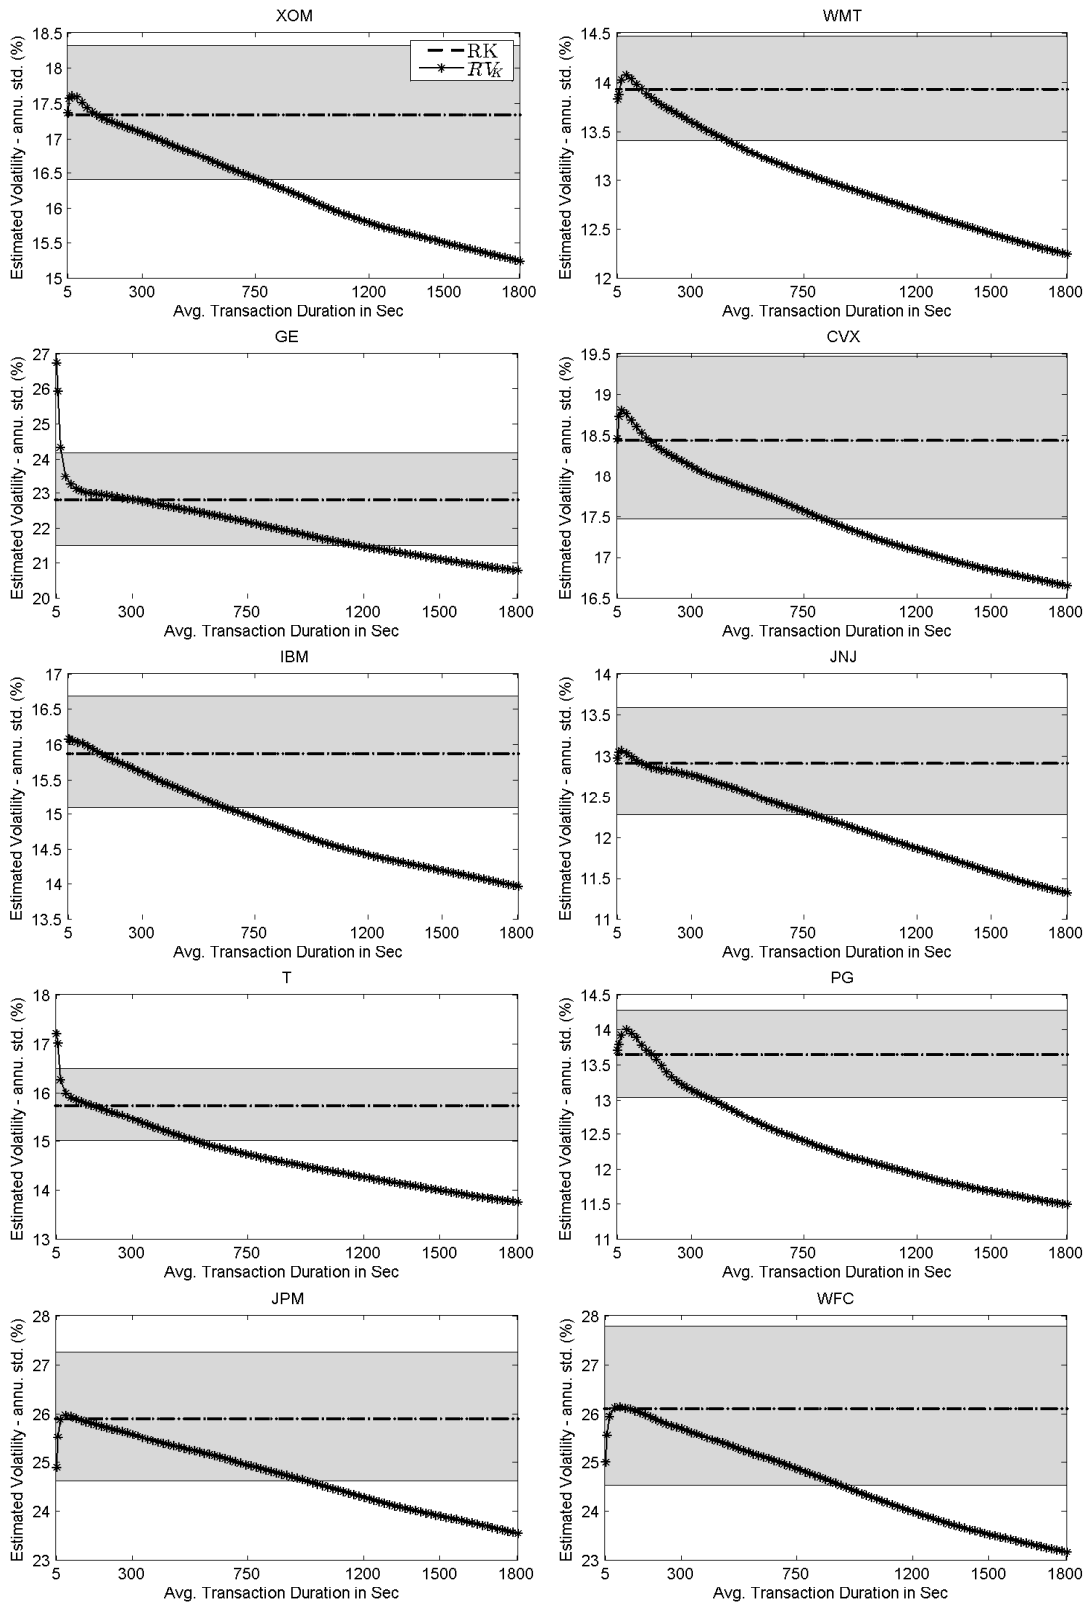 XOM
Estimated Volatility - annu. std. (%)
18.5
18
17.5
17
16.5
16
15.5
15
RK
RV_K
5 300 750 1200 1500 1800
Avg. Transaction Duration in Sec
WMT
Estimated Volatility - annu. std. (%)
14.5
14
13.5
13
12.5
12
5 300 750 1200 1500 1800
Avg. Transaction Duration in Sec
GE
Estimated Volatility - annu. std. (%)
27
26
25
24
23
22
21
20
5 300 750 1200 1500 1800
Avg. Transaction Duration in Sec
CVX
Estimated Volatility - annu. std. (%)
19.5
19
18.5
18
17.5
17
16.5
5 300 750 1200 1500 1800
Avg. Transaction Duration in Sec
IBM
Estimated Volatility - annu. std. (%)
17
16.5
16
15.5
15
14.5
14
13.5
5 300 750 1200 1500 1800
Avg. Transaction Duration in Sec
JNJ
Estimated Volatility - annu. std. (%)
14
13.5
13
12.5
12
11.5
11
5 300 750 1200 1500 1800
Avg. Transaction Duration in Sec
T
Estimated Volatility - annu. std. (%)
18
17
16
15
14
13
5 300 750 1200 1500 1800
Avg. Transaction Duration in Sec
PG
Estimated Volatility - annu. std. (%)
14.5
14
13.5
13
12.5
12
11.5
11
5 300 750 1200 1500 1800
Avg. Transaction Duration in Sec
JPM
Estimated Volatility - annu. std. (%)
28
27
26
25
24
23
5 300 750 1200 1500 1800
Avg. Transaction Duration in Sec
WFC
Estimated Volatility - annu. std. (%)
28
27
26
25
24
23
5 300 750 1200 1500 1800
Avg. Transaction Duration in Sec